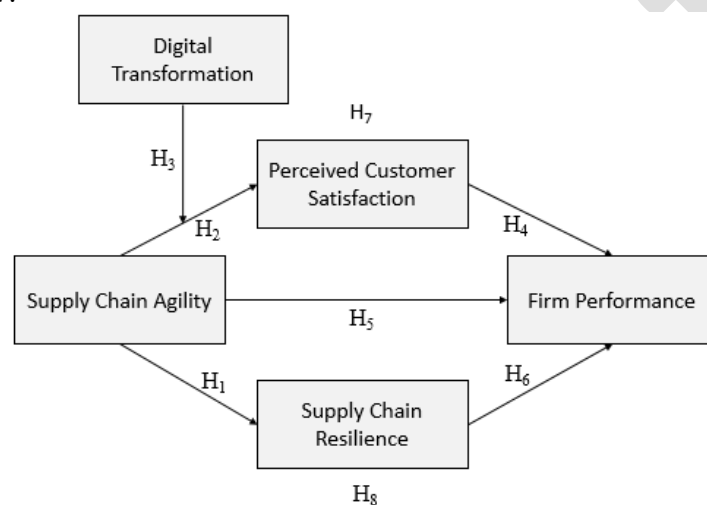 Digital
Transformation
H₇
H₃
Perceived Customer
Satisfaction
H₂
H₄
Supply Chain Agility
Firm Performance
H₅
H₁
H₆
Supply Chain
Resilience
H₈